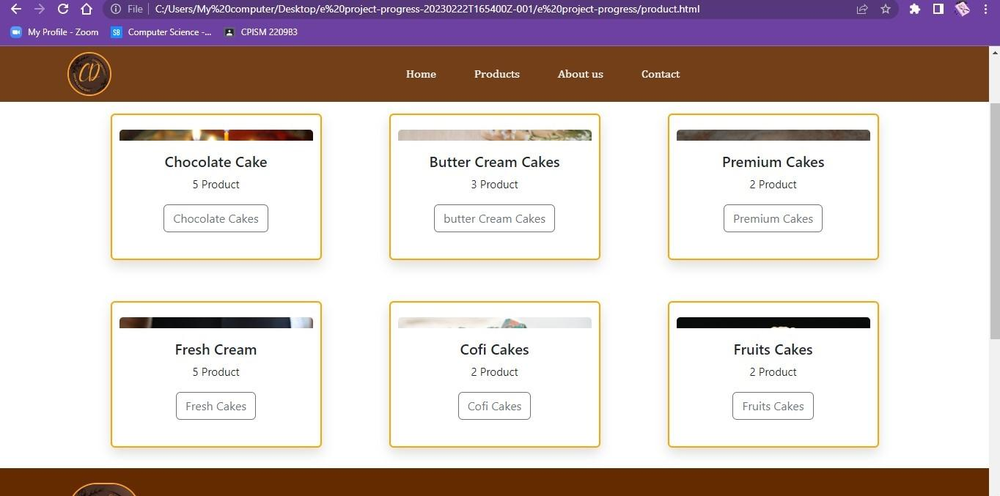 File C:/Users/My%20computer/Desktop/e%20project-progress-20230222T165400Z-001/e%20project-progress/product.html
My Profile - Zoom SB Computer Science -... CPISM 2209B3
CD Home Products About us Contact
Chocolate Cake Butter Cream Cakes Premium Cakes
5 Product 3 Product 2 Product
Chocolate Cakes butter Cream Cakes Premium Cakes
Fresh Cream Cofi Cakes Fruits Cakes
5 Product 2 Product 2 Product
Fresh Cakes Cofi Cakes Fruits Cakes